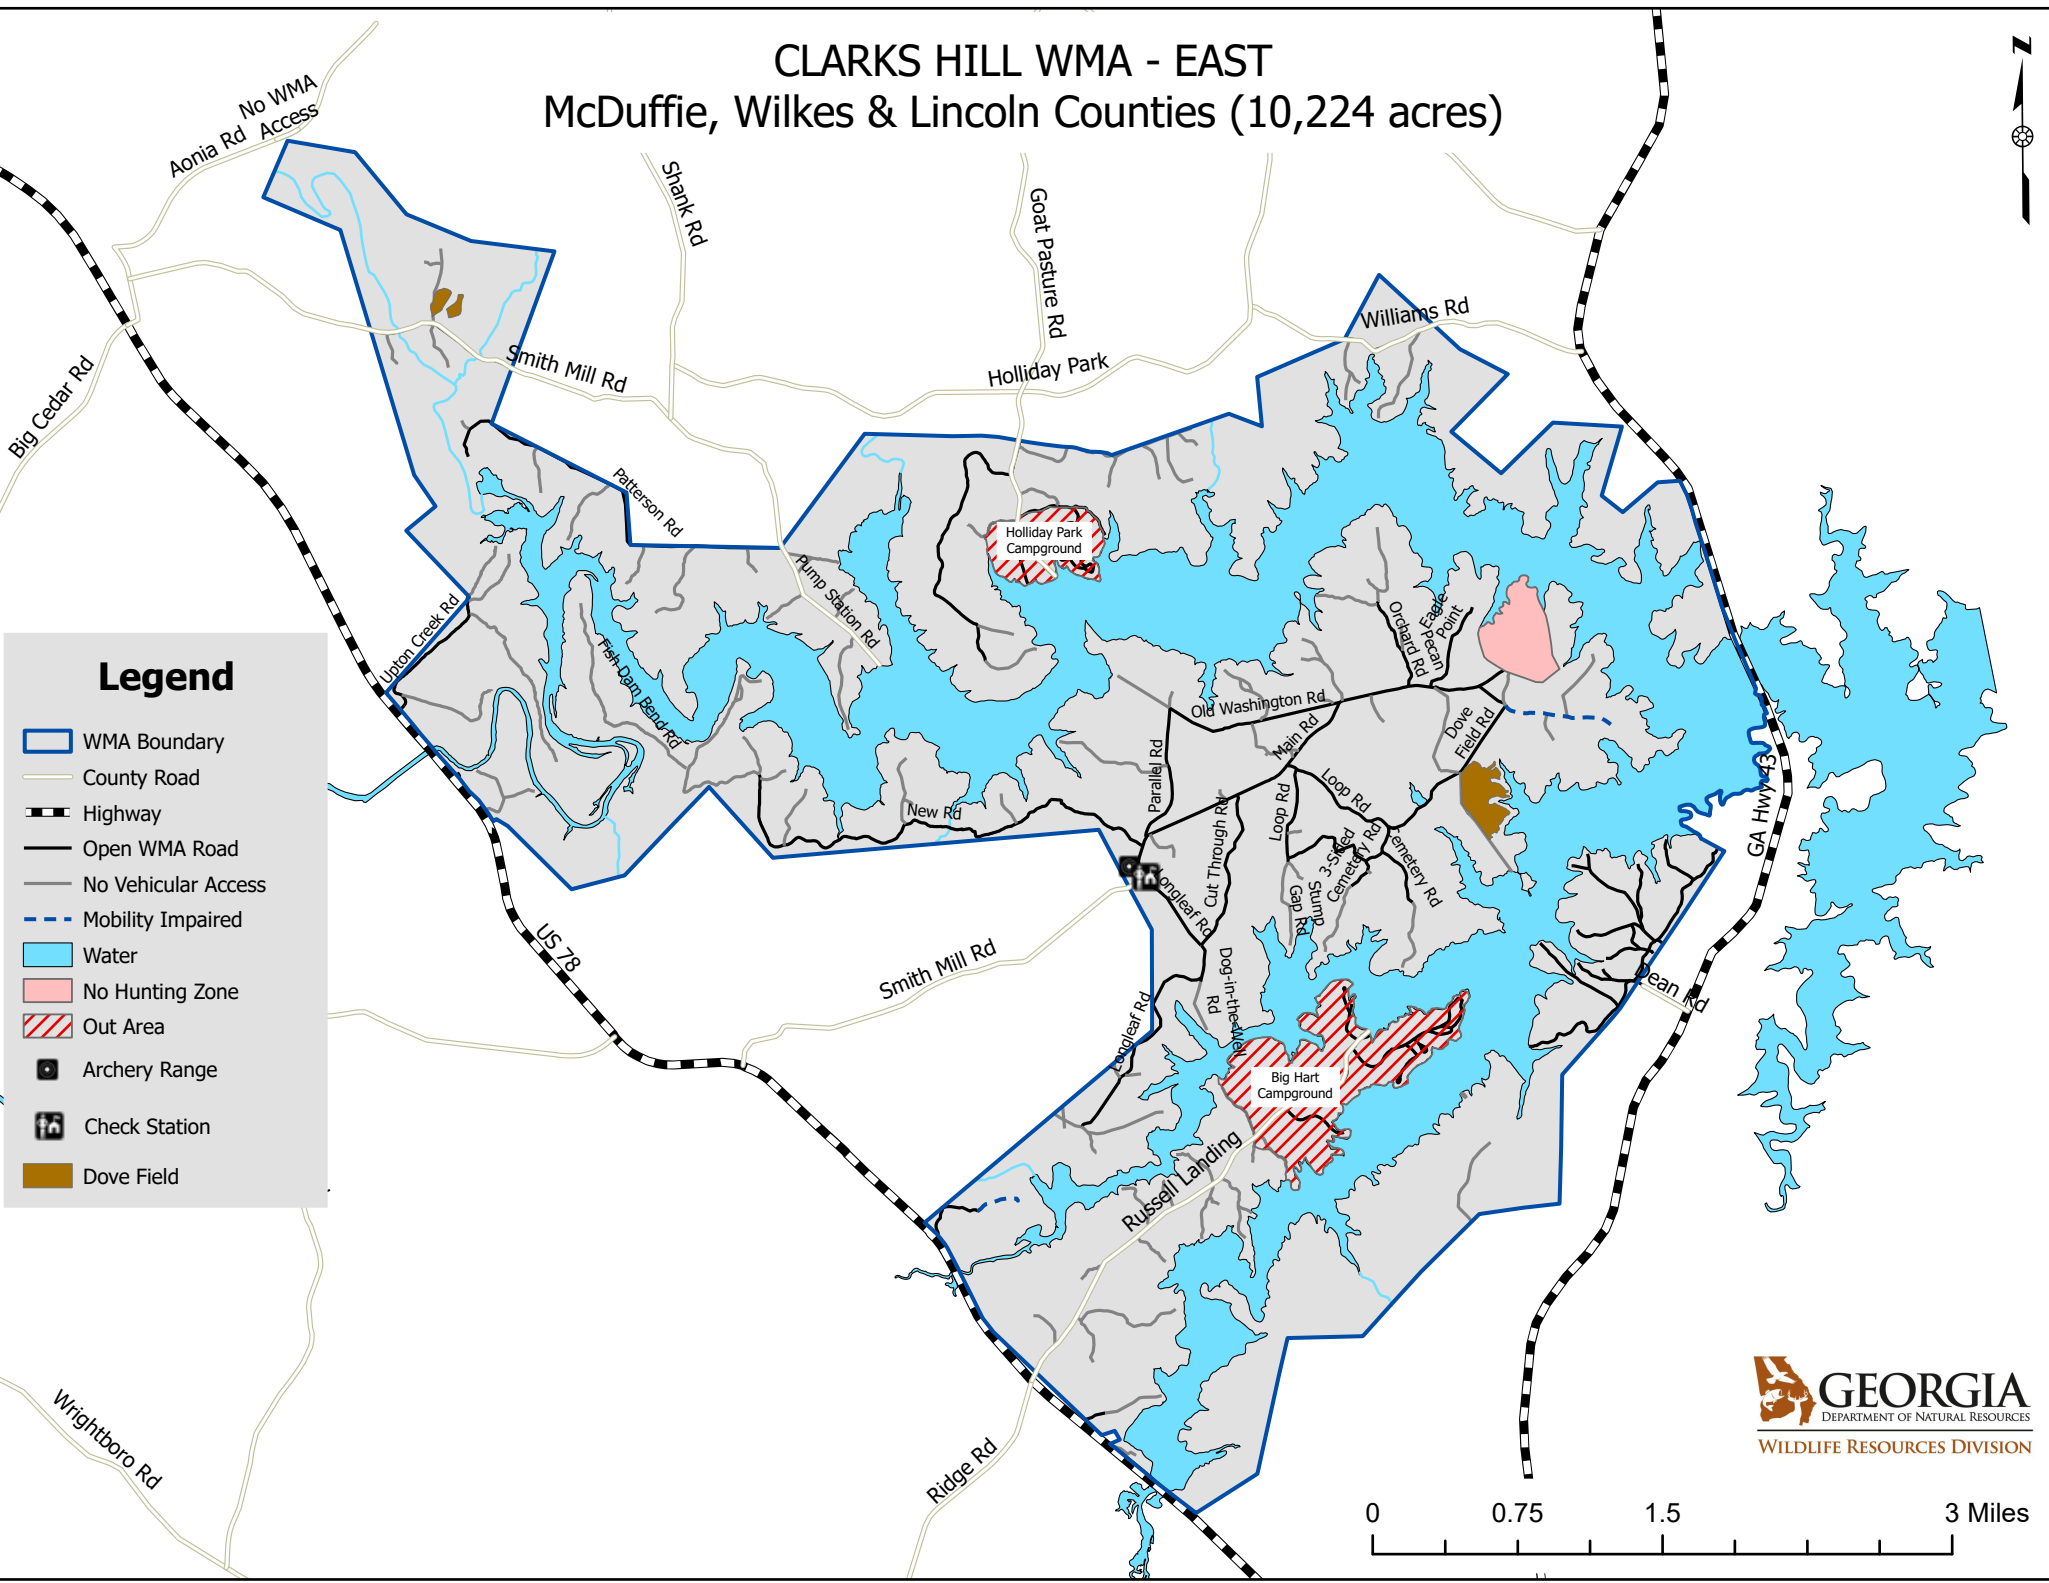 CLARKS HILL WMA - EAST
McDuffie, Wilkes & Lincoln Counties (10,224 acres)
N
No WMA
Access
Aonia Rd
Shank Rd
Goat Pasture Rd
Williams Rd
Holliday Park
Smith Mill Rd
Big Cedar Rd
Patterson Rd
Holliday Park
Campground
Pump Station Rd
Upton Creek Rd
Fish Dam Bend Rd
Orchard Rd
Eagle
Point
Pecan
Old Washington Rd
Main Rd
Dove
Field Rd
Parallel Rd
New Rd
Loop Rd
Loop Rd
Cut Through Rd
3-Sided
Cemetery Rd
Cemetery Rd
Stump
Gap Rd
Longleaf Rd
Dog-in-the-Well
Rd
Longleaf Rd
GA Hwy 43
Dean Rd
US 78
Smith Mill Rd
Big Hart
Campground
Russell Landing
Ridge Rd
Wrightboro Rd
Legend
WMA Boundary
County Road
Highway
Open WMA Road
No Vehicular Access
Mobility Impaired
Water
No Hunting Zone
Out Area
Archery Range
Check Station
Dove Field
GEORGIA
DEPARTMENT OF NATURAL RESOURCES
WILDLIFE RESOURCES DIVISION
0 0.75 1.5 3 Miles